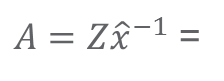 𝐴 = 𝑍𝑥̂⁻¹ =